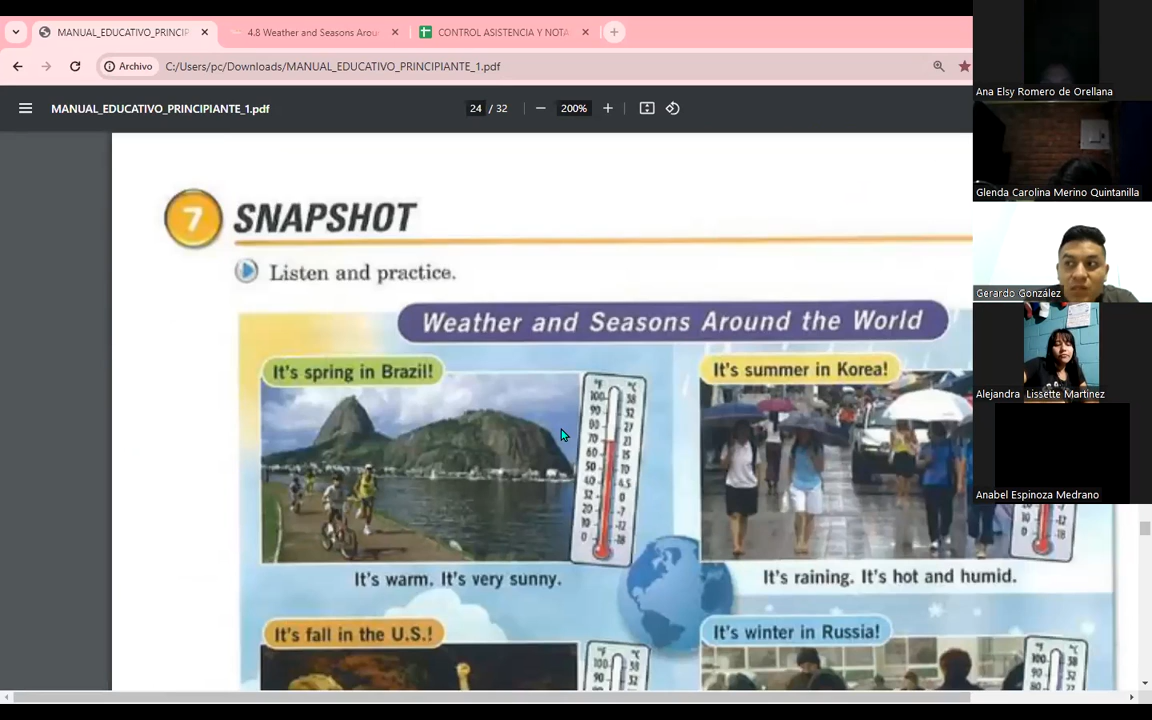 MANUAL_EDUCATIVO_PRINCIP
4.8 Weather and Seasons Arou
CONTROL ASISTENCIA Y NOTA
Archivo
C:/Users/pc/Downloads/MANUAL_EDUCATIVO_PRINCIPIANTE_1.pdf
MANUAL_EDUCATIVO_PRINCIPIANTE_1.pdf
24 / 32
200%
Ana Elsy Romero de Orellana
Glenda Carolina Merino Quintanilla
Gerardo González
Alejandra Lissette Martinez
Anabel Espinoza Medrano
7 SNAPSHOT
Listen and practice.
Weather and Seasons Around the World
It's spring in Brazil!
It's summer in Korea!
It's warm. It's very sunny.
It's raining. It's hot and humid.
It's fall in the U.S.!
It's winter in Russia!